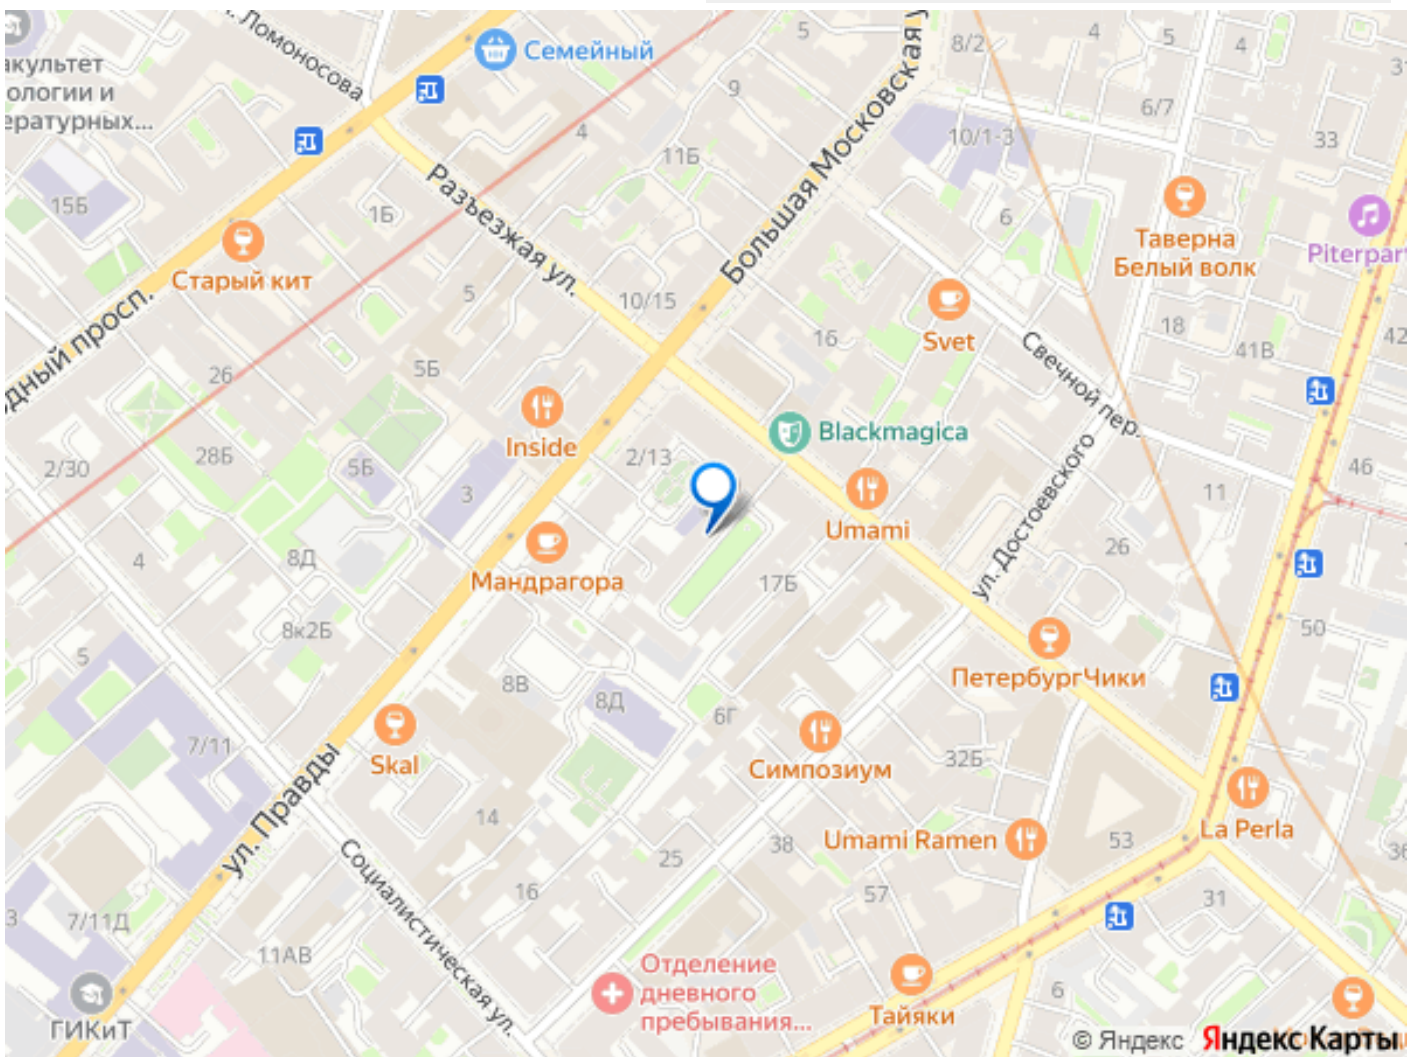 Ломоносова
Семейный
5
8/2
4
5
4
31
акультет
ологии и
ературных...
9
Большая Московская у
6/7
33
4
10/1-3
11Б
15Б
1Б
Разъезжая ул.
6
Таверна
Белый волк
Piterpar
Старый кит
5
10/15
16
Svet
18
41В
42
дный просп.
26
5Б
Свечной пер.
Inside
Blackmagica
28Б
2/30
5Б
2/13
3
11
46
Umami
ул. Достоевского
26
4
8Д
Мандрагора
17Б
8к2Б
5
50
8В
8Д
6Г
ПетербургЧики
7/11
Skal
Симпозиум
32Б
ул. Правды
14
La Perla
Umami Ramen
53
25
38
36
Социалистическая ул.
16
57
31
3
7/11Д
11АВ
Отделение
дневного
пребывания...
6
Тайяки
ГИКиТ
© Яндекс
Яндекс Карты